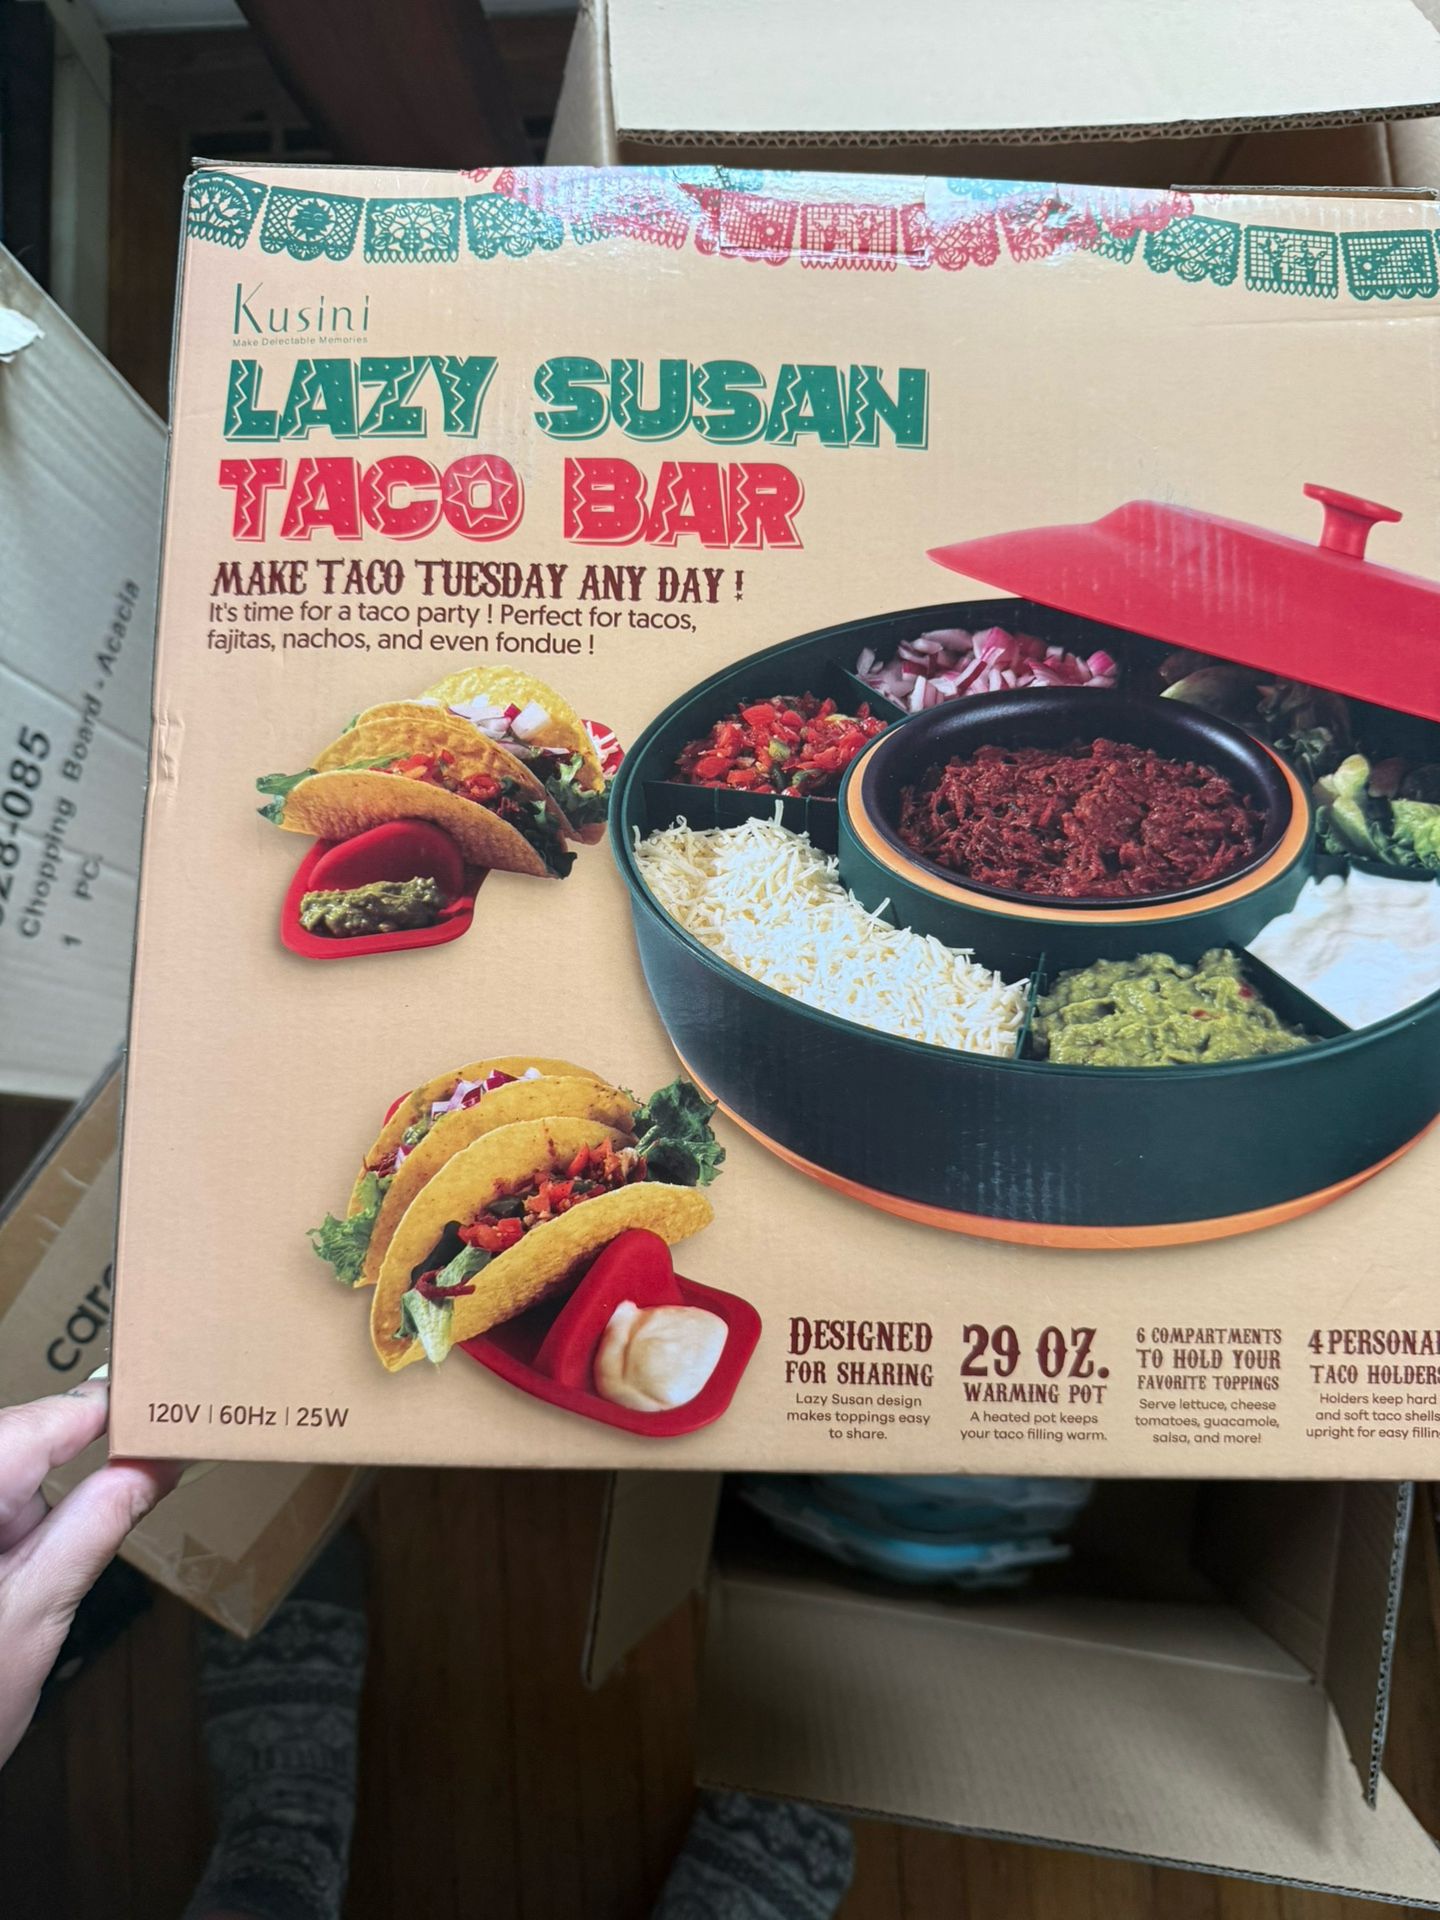 Kusini
Make Delectable Memories
LAZY SUSAN
TACO BAR
MAKE TACO TUESDAY ANY DAY !
It's time for a taco party ! Perfect for tacos,
fajitas, nachos, and even fondue !
120V | 60Hz | 25W
DESIGNED
FOR SHARING
Lazy Susan design
makes toppings easy
to share.
29 OZ.
WARMING POT
A heated pot keeps
your taco filling warm.
6 COMPARTMENTS
TO HOLD YOUR
FAVORITE TOPPINGS
Serve lettuce, cheese
tomatoes, guacamole,
salsa, and more!
4 PERSONAL
TACO HOLDERS
Holders keep hard
and soft taco shells
upright for easy
28-085
Chopping Board - Acacia
1 PC